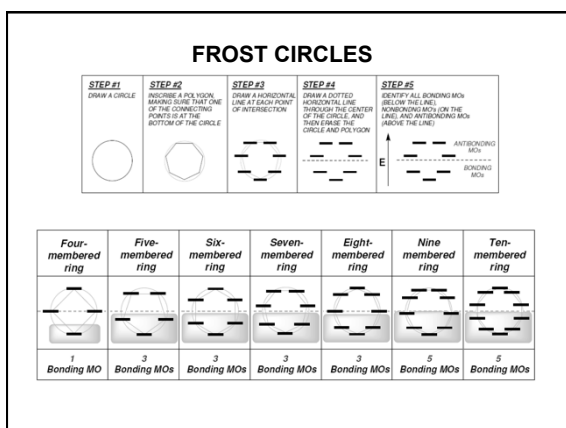 FROST CIRCLES
STEP #1
DRAW A CIRCLE
STEP #2
INSCRIBE A POLYGON,
MAKING SURE THAT ONE
OF THE CONNECTING
POINTS IS AT THE
BOTTOM OF THE CIRCLE
STEP #3
DRAW A HORIZONTAL
LINE AT EACH POINT
OF INTERSECTION
STEP #4
DRAW A DOTTED
HORIZONTAL LINE
THROUGH THE CENTER
OF THE CIRCLE, AND
THEN ERASE THE
CIRCLE AND POLYGON
STEP #5
IDENTIFY ALL BONDING MOs
(BELOW THE LINE),
NONBONDING MO's (ON THE
LINE), AND ANTIBONDING MOs
(ABOVE THE LINE)
E
ANTIBONDING
MOs
BONDING
MOs
Four-
membered
ring
Five-
membered
ring
Six-
membered
ring
Seven-
membered
ring
Eight-
membered
ring
Nine
membered
ring
Ten-
membered
ring
1
Bonding MO
3
Bonding MOs
3
Bonding MOs
3
Bonding MOs
3
Bonding MOs
5
Bonding MOs
5
Bonding MOs